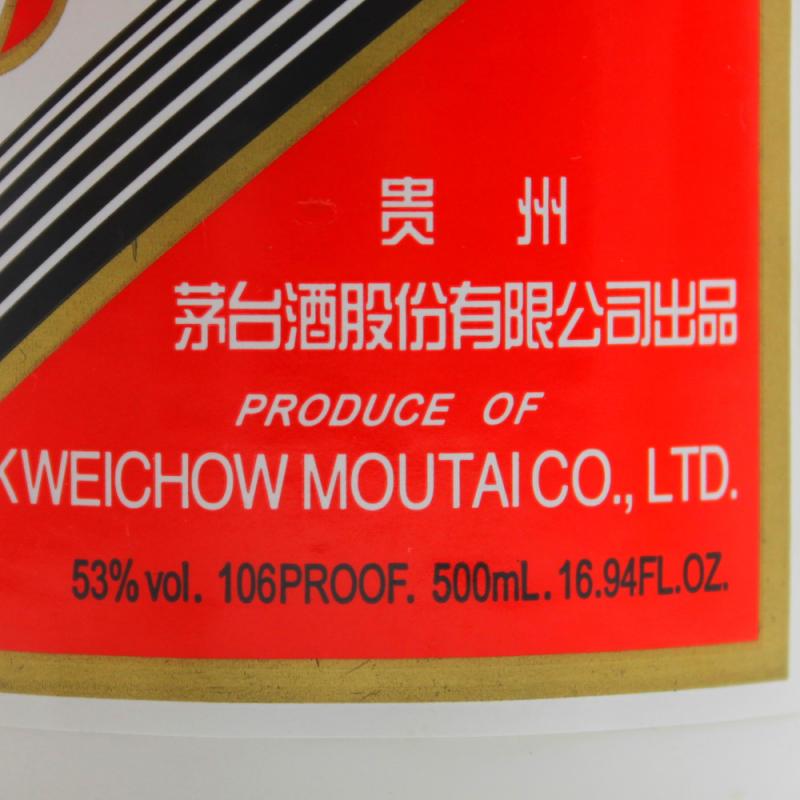 贵州
茅台酒股份有限公司出品
PRODUCE OF
KWEICHOW MOUTAI CO., LTD.
53% vol. 106PROOF. 500mL. 16.94FL.OZ.